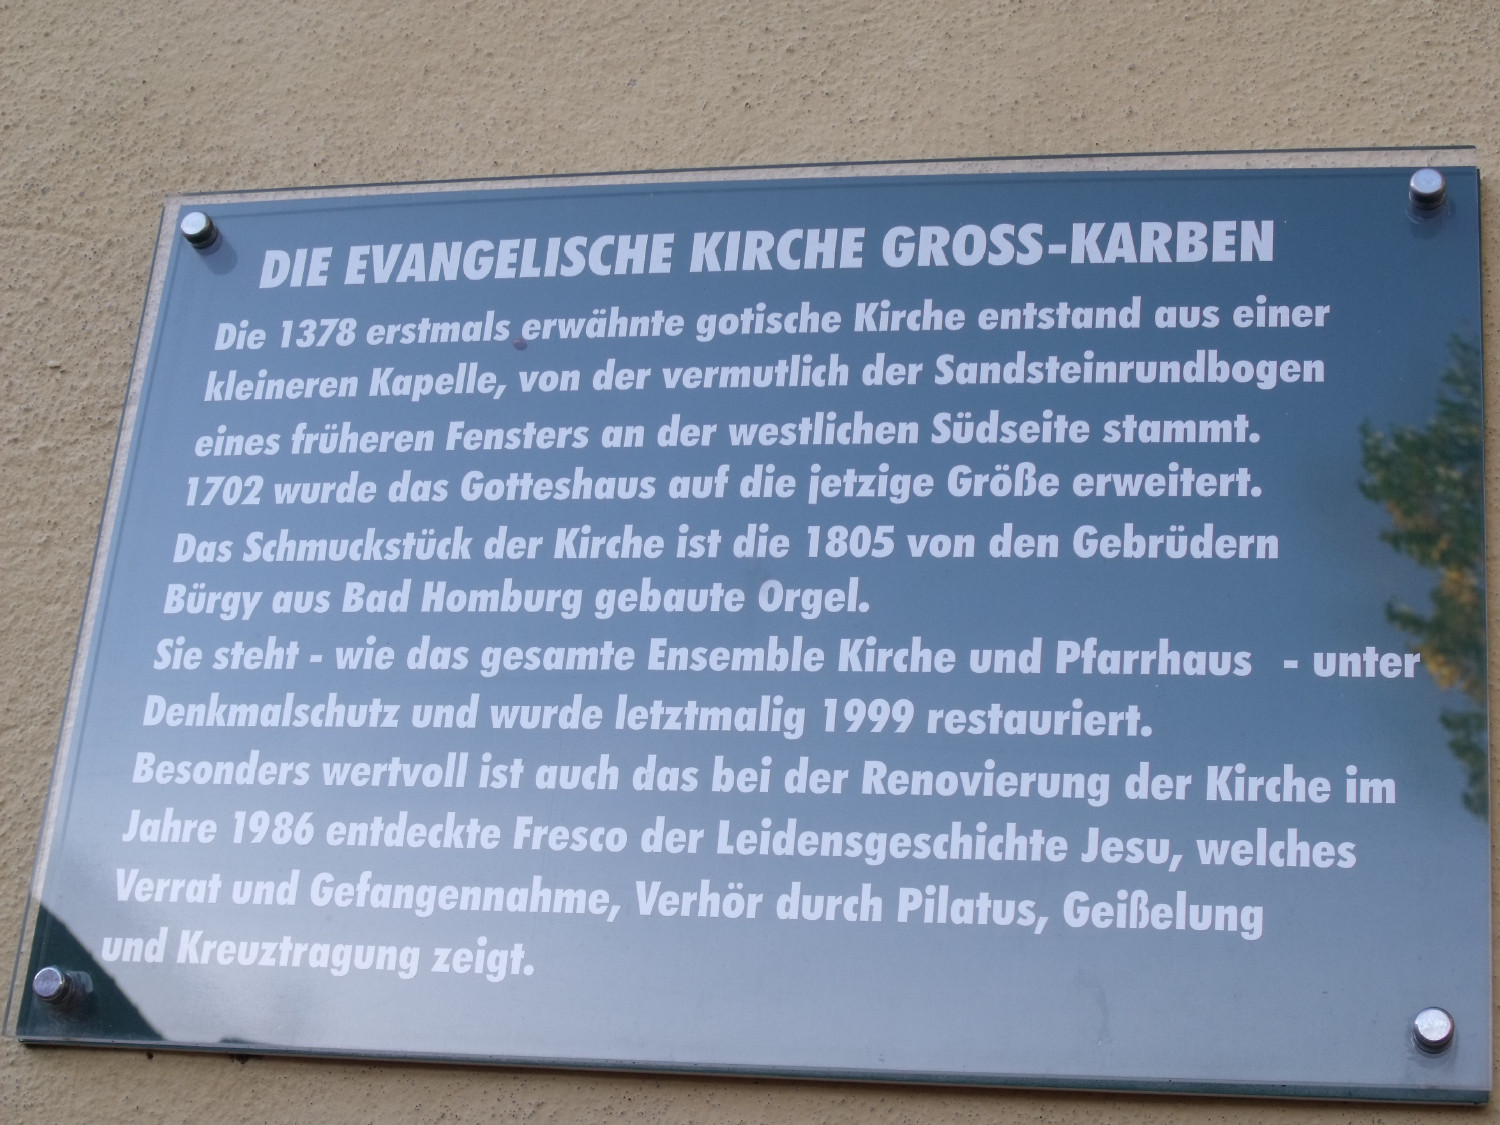 DIE EVANGELISCHE KIRCHE GROSS-KARBEN
Die 1378 erstmals erwähnte gotische Kirche entstand aus einer
kleineren Kapelle, von der vermutlich der Sandsteinrundbogen
eines früheren Fensters an der westlichen Südseite stammt.
1702 wurde das Gotteshaus auf die jetzige Größe erweitert.
Das Schmuckstück der Kirche ist die 1805 von den Gebrüdern
Bürgy aus Bad Homburg gebaute Orgel.
Sie steht - wie das gesamte Ensemble Kirche und Pfarrhaus - unter
Denkmalschutz und wurde letztmalig 1999 restauriert.
Besonders wertvoll ist auch das bei der Renovierung der Kirche im
Jahre 1986 entdeckte Fresco der Leidensgeschichte Jesu, welches
Verrat und Gefangennahme, Verhör durch Pilatus, Geißelung
und Kreuztragung zeigt.